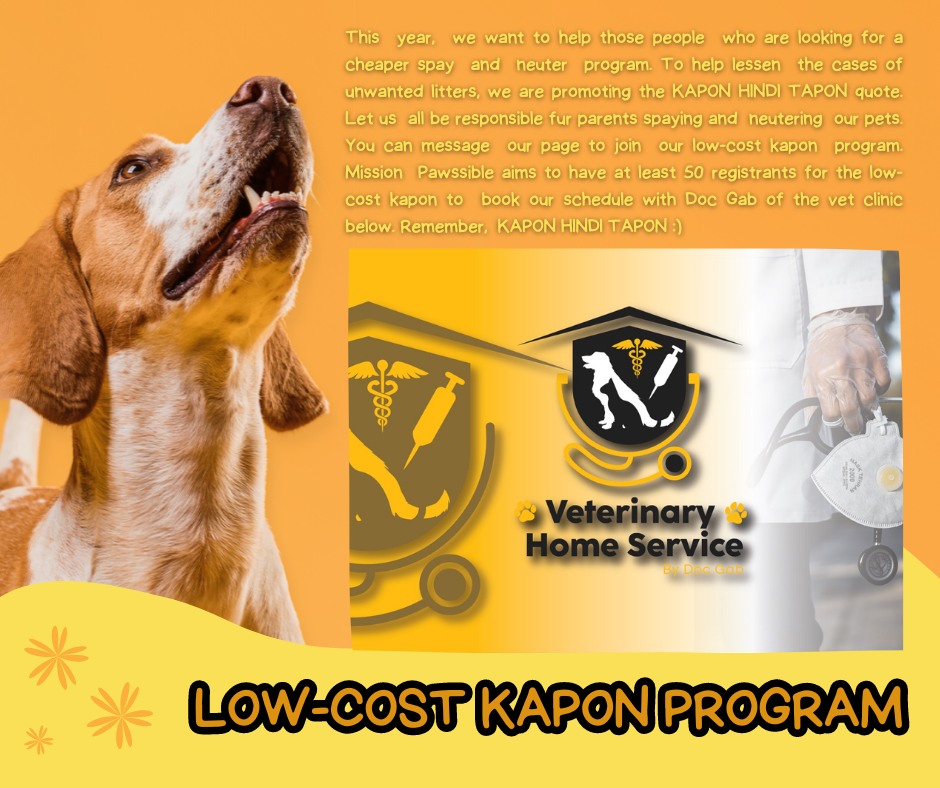 This year, we want to help those people who are looking for a
cheaper spay and neuter program. To help lessen the cases of
unwanted litters, we are promoting the KAPON HINDI TAPON quote.
Let us all be responsible fur parents spaying and neutering our pets.
You can message our page to join our low-cost kapon program.
Mission Pawssible aims to have at least 50 registrants for the low-
cost kapon to book our schedule with Doc Gab of the vet clinic
below. Remember, KAPON HINDI TAPON :)
Veterinary
Home Service
By Doc Gab
LOW-COST KAPON PROGRAM